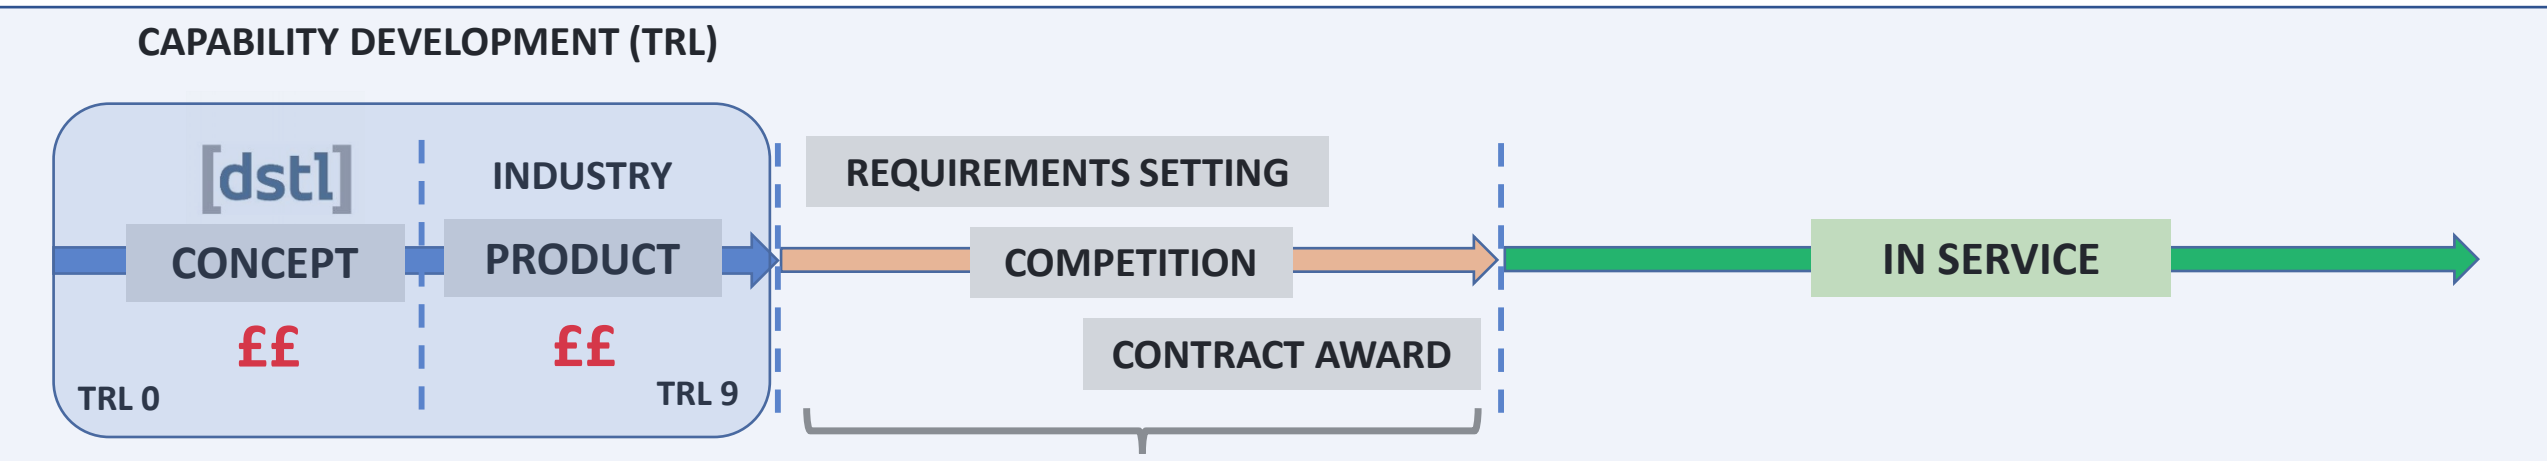 CAPABILITY DEVELOPMENT (TRL)
[dstl]
INDUSTRY
CONCEPT
PRODUCT
££
££
TRL 0
TRL 9
REQUIREMENTS SETTING
COMPETITION
CONTRACT AWARD
IN SERVICE